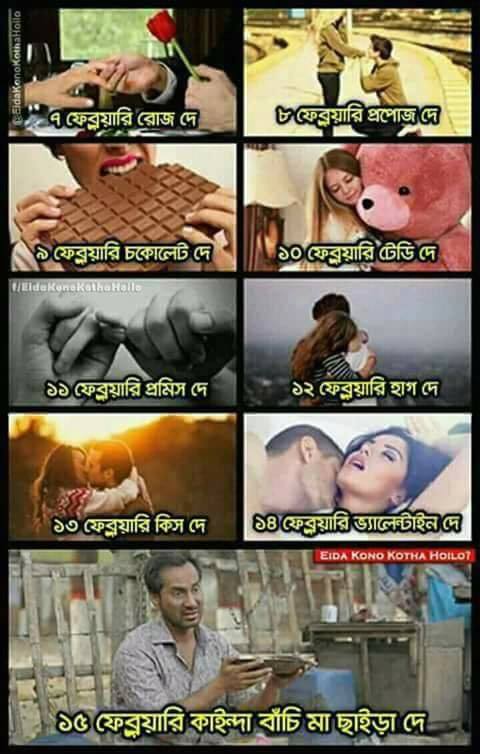 EidaKonoKothaHoilo
৭ ফেব্রুয়ারি রোজ দে
৮ ফেব্রুয়ারি প্রপোজ দে
৯ ফেব্রুয়ারি চকোলেট দে
১০ ফেব্রুয়ারি টেডি দে
f/EidaKonoKothaHoilo
১১ ফেব্রুয়ারি প্রমিস দে
১২ ফেব্রুয়ারি হাগ দে
১৩ ফেব্রুয়ারি কিস দে
১৪ ফেব্রুয়ারি ভ্যালেন্টাইন দে
EIDA KONO KOTHA HOILO?
১৫ ফেব্রুয়ারি কাইন্দা বাঁচি মা ছাইড়া দে